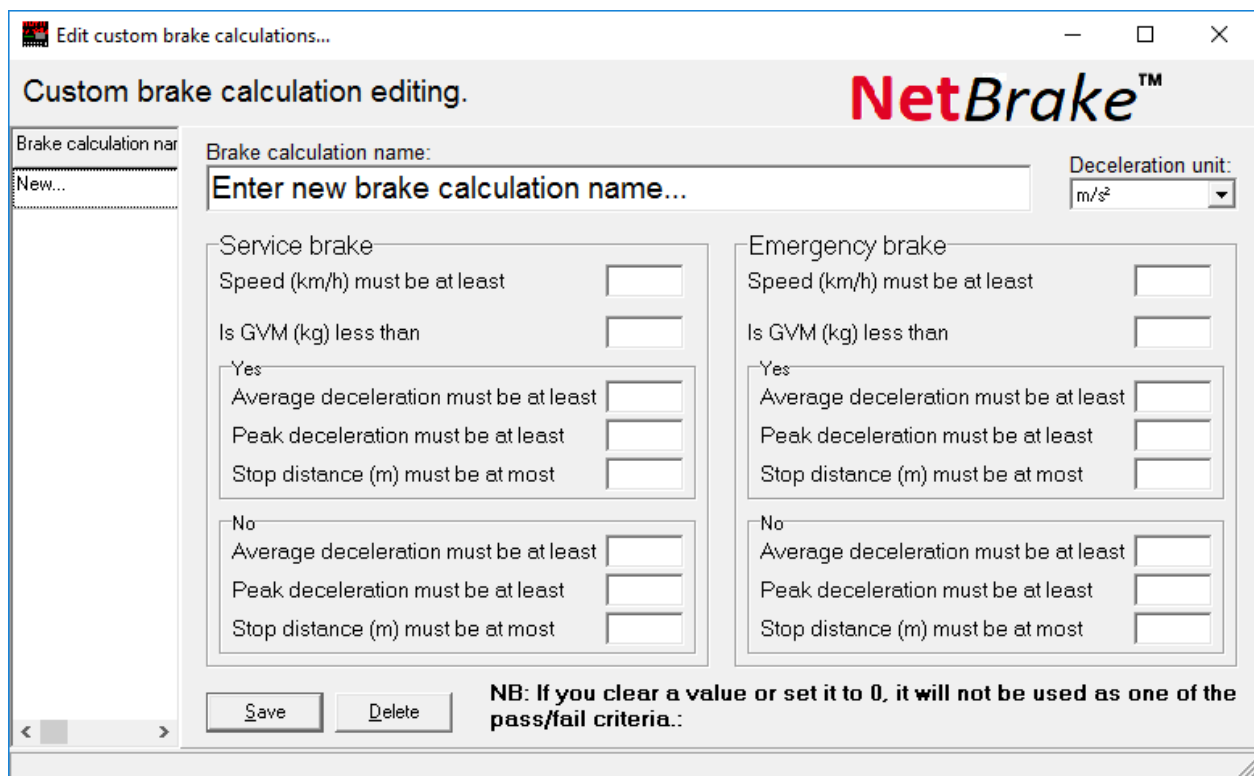 Edit custom brake calculations...
Custom brake calculation editing.
NetBrake™
Brake calculation nar
New...
Brake calculation name:
Enter new brake calculation name...
Deceleration unit:
m/s²
Service brake
Speed (km/h) must be at least
Is GVM (kg) less than
Yes
Average deceleration must be at least
Peak deceleration must be at least
Stop distance (m) must be at most
No
Average deceleration must be at least
Peak deceleration must be at least
Stop distance (m) must be at most
Emergency brake
Speed (km/h) must be at least
Is GVM (kg) less than
Yes
Average deceleration must be at least
Peak deceleration must be at least
Stop distance (m) must be at most
No
Average deceleration must be at least
Peak deceleration must be at least
Stop distance (m) must be at most
Save
Delete
NB: If you clear a value or set it to 0, it will not be used as one of the
pass/fail criteria.: